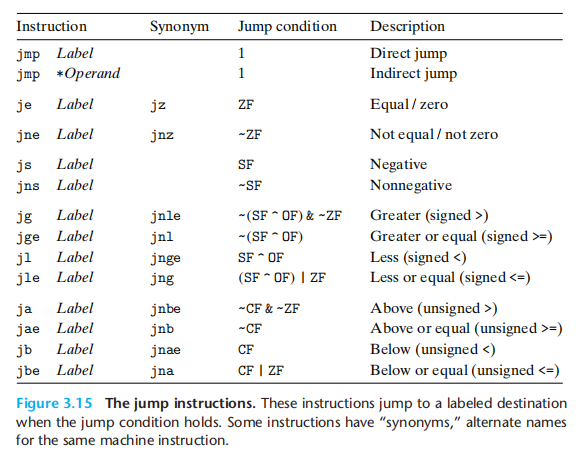 Instruction Synonym Jump condition Description
jmp Label 1 Direct jump
jmp *Operand 1 Indirect jump
je Label jz ZF Equal / zero
jne Label jnz ~ZF Not equal / not zero
js Label SF Negative
jns Label ~SF Nonnegative
jg Label jnle ~(SF ^ OF) & ~ZF Greater (signed >)
jge Label jnl ~(SF ^ OF) Greater or equal (signed >=)
jl Label jnge SF ^ OF Less (signed <)
jle Label jng (SF ^ OF) | ZF Less or equal (signed <=)
ja Label jnbe ~CF & ~ZF Above (unsigned >)
jae Label jnb ~CF Above or equal (unsigned >=)
jb Label jnae CF Below (unsigned <)
jbe Label jna CF | ZF Below or equal (unsigned <=)
Figure 3.15 The jump instructions. These instructions jump to a labeled destination
when the jump condition holds. Some instructions have “synonyms,” alternate names
for the same machine instruction.